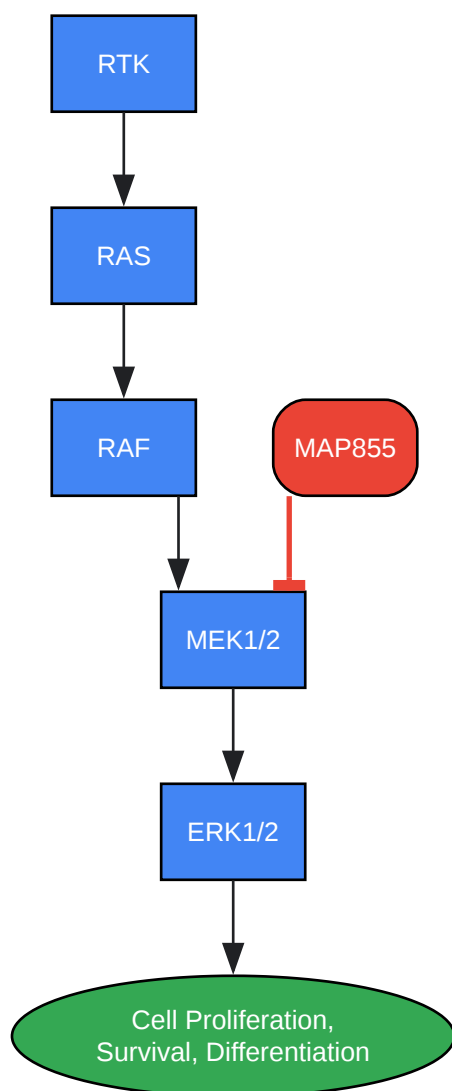 RTK
RAS
RAF
MAP855
MEK1/2
ERK1/2
Cell Proliferation,
Survival, Differentiation